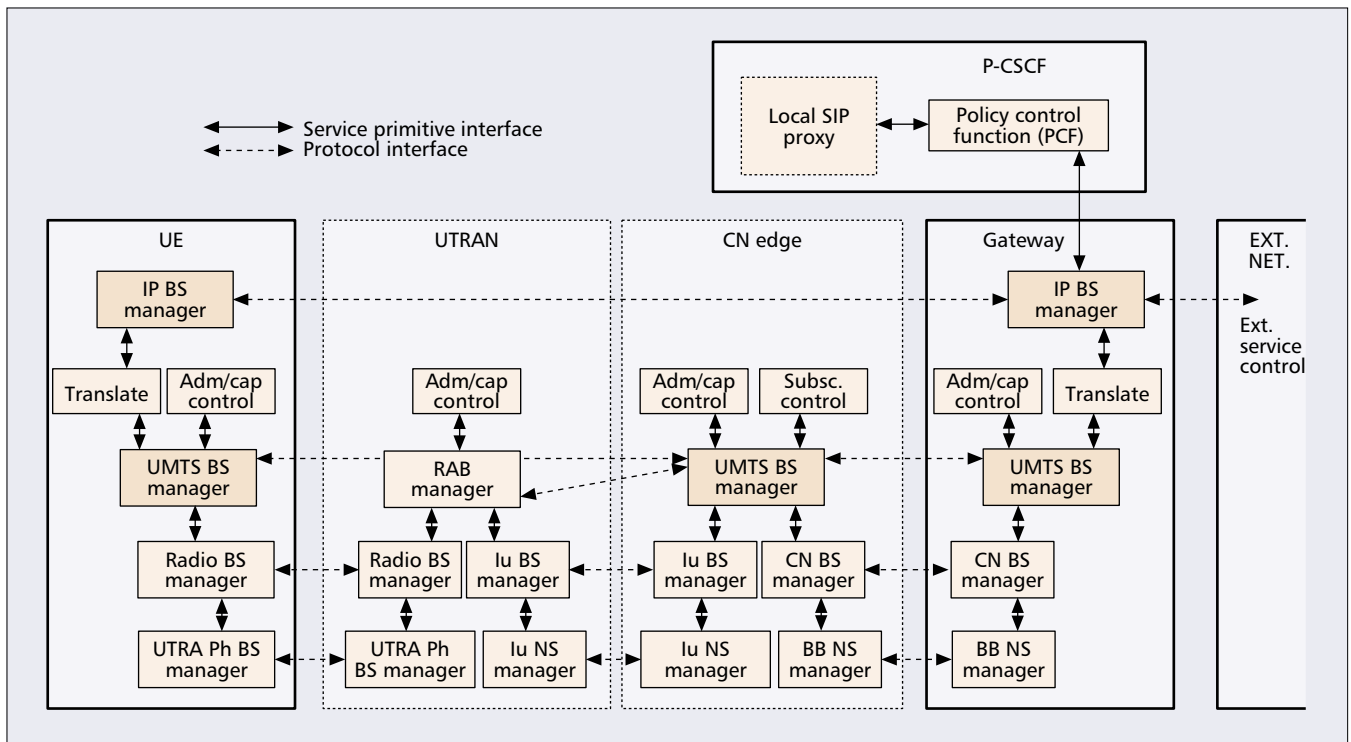 P-CSCF
Local SIP
proxy
Policy control
function (PCF)
Service primitive interface
Protocol interface
UE
IP BS
manager
Translate
Adm/cap
control
UMTS BS
manager
Radio BS
manager
UTRA Ph BS
manager
UTRAN
Adm/cap
control
RAB
manager
Radio BS
manager
Iu BS
manager
UTRA Ph
BS manager
Iu NS
manager
CN edge
Adm/cap
control
Subsc.
control
UMTS BS
manager
Iu BS
manager
CN BS
manager
Iu NS
manager
BB NS
manager
Gateway
IP BS
manager
Adm/cap
control
Translate
UMTS BS
manager
CN BS
manager
BB NS
manager
EXT.
NET.
Ext.
service
control